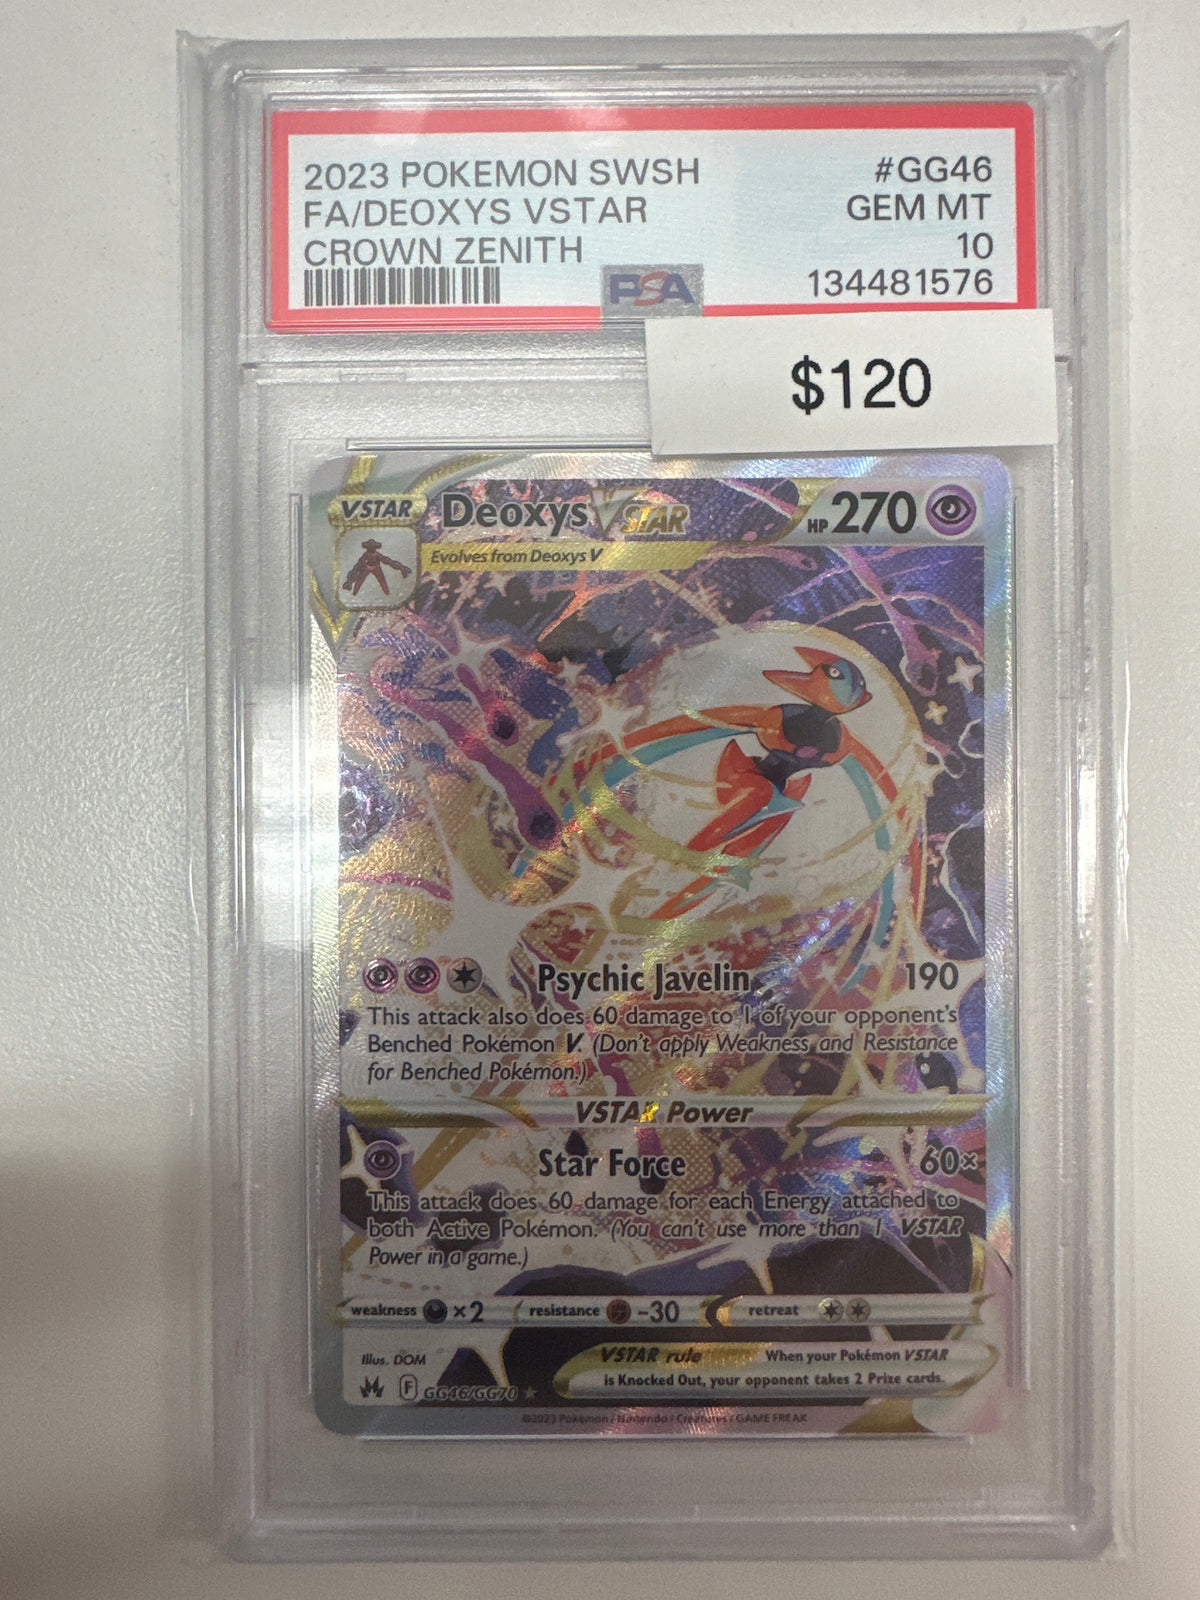 2023 POKEMON SWSH #GG46
FA/DEOXYS VSTAR GEM MT
CROWN ZENITH 10
PSA 134481576
$120
VSTAR Deoxys VSTAR HP 270
Evolves from Deoxys V
Psychic Javelin 190
This attack also does 60 damage to 1 of your opponent's
Benched Pokémon V. (Don't apply Weakness and Resistance
for Benched Pokémon.)
VSTAR Power
Star Force 60×
This attack does 60 damage for each Energy attached to
both Active Pokémon. (You can't use more than 1 VSTAR
Power in a game.)
weakness ×2 resistance -30 retreat
Illus. DOM
VSTAR rule When your Pokémon VSTAR
is Knocked Out, your opponent takes 2 Prize cards.
F GG46/GG70 ★
©2023 Pokémon / Nintendo / Creatures / GAME FREAK